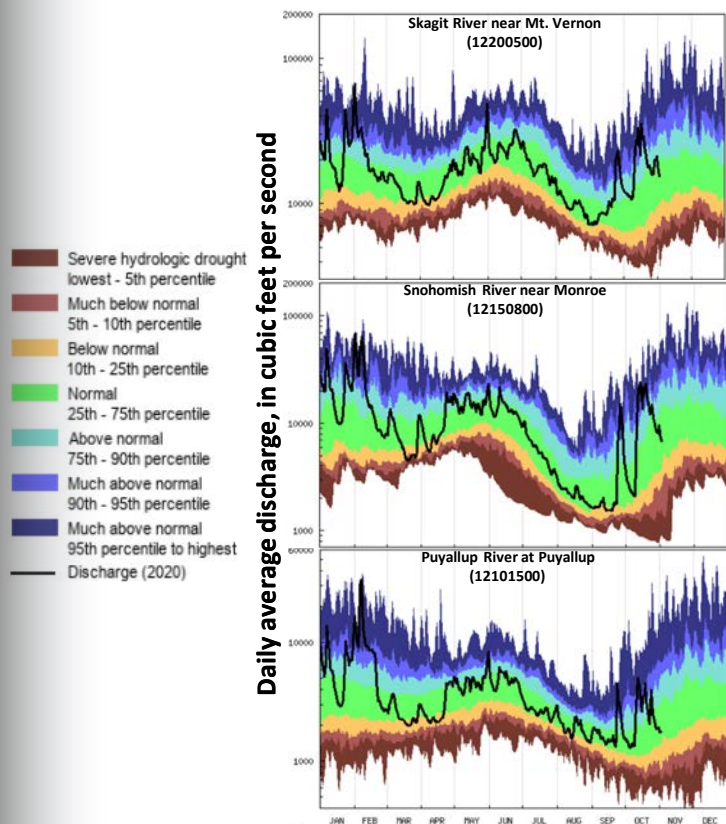 Severe hydrologic drought
lowest - 5th percentile
Much below normal
5th - 10th percentile
Below normal
10th - 25th percentile
Normal
25th - 75th percentile
Above normal
75th - 90th percentile
Much above normal
90th - 95th percentile
Much above normal
95th percentile to highest
Discharge (2020)
Daily average discharge, in cubic feet per second
Skagit River near Mt. Vernon
(12200500)
200000
100000
10000
Snohomish River near Monroe
(12150800)
200000
100000
10000
1000
Puyallup River at Puyallup
(12101500)
60000
10000
1000
JAN FEB MAR APR MAY JUN JUL AUG SEP OCT NOV DEC